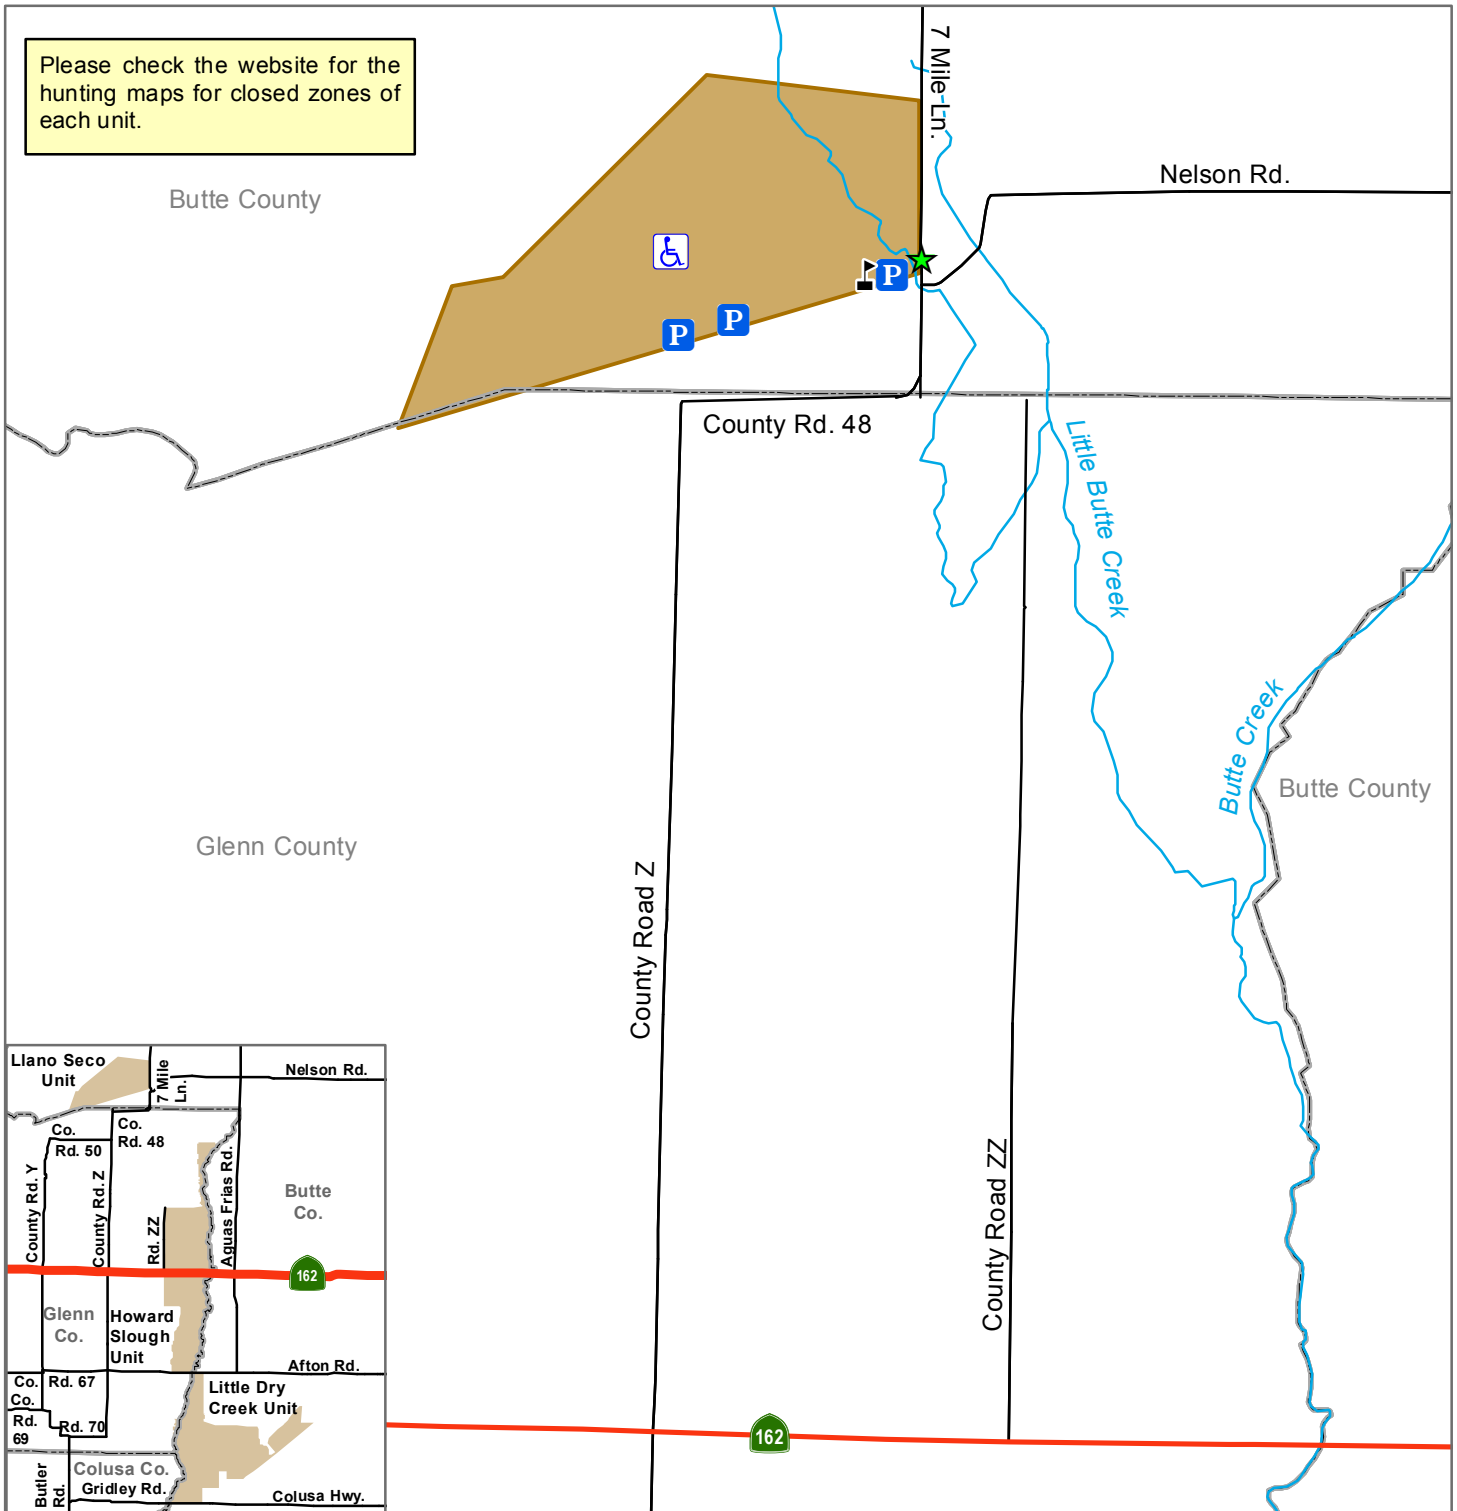 Please check the website for the
hunting maps for closed zones of
each unit.
7 Mile Ln.
Nelson Rd.
Butte County
P
P
P
County Rd. 48
Little Butte Creek
Butte Creek
Butte County
Glenn County
County Road Z
County Road ZZ
162
Llano Seco
Unit
7 Mile
Ln.
Nelson Rd.
Co.
Rd. 48
Co.
Rd. 50
County Rd. Y
County Rd. Z
Rd. ZZ
Aguas Frias Rd.
Butte
Co.
162
Glenn
Co.
Howard
Slough
Unit
Afton Rd.
Co.
Rd. 67
Co.
Rd.
69
Rd. 70
Little Dry
Creek Unit
Butler
Rd.
Colusa Co.
Gridley Rd.
Colusa Hwy.